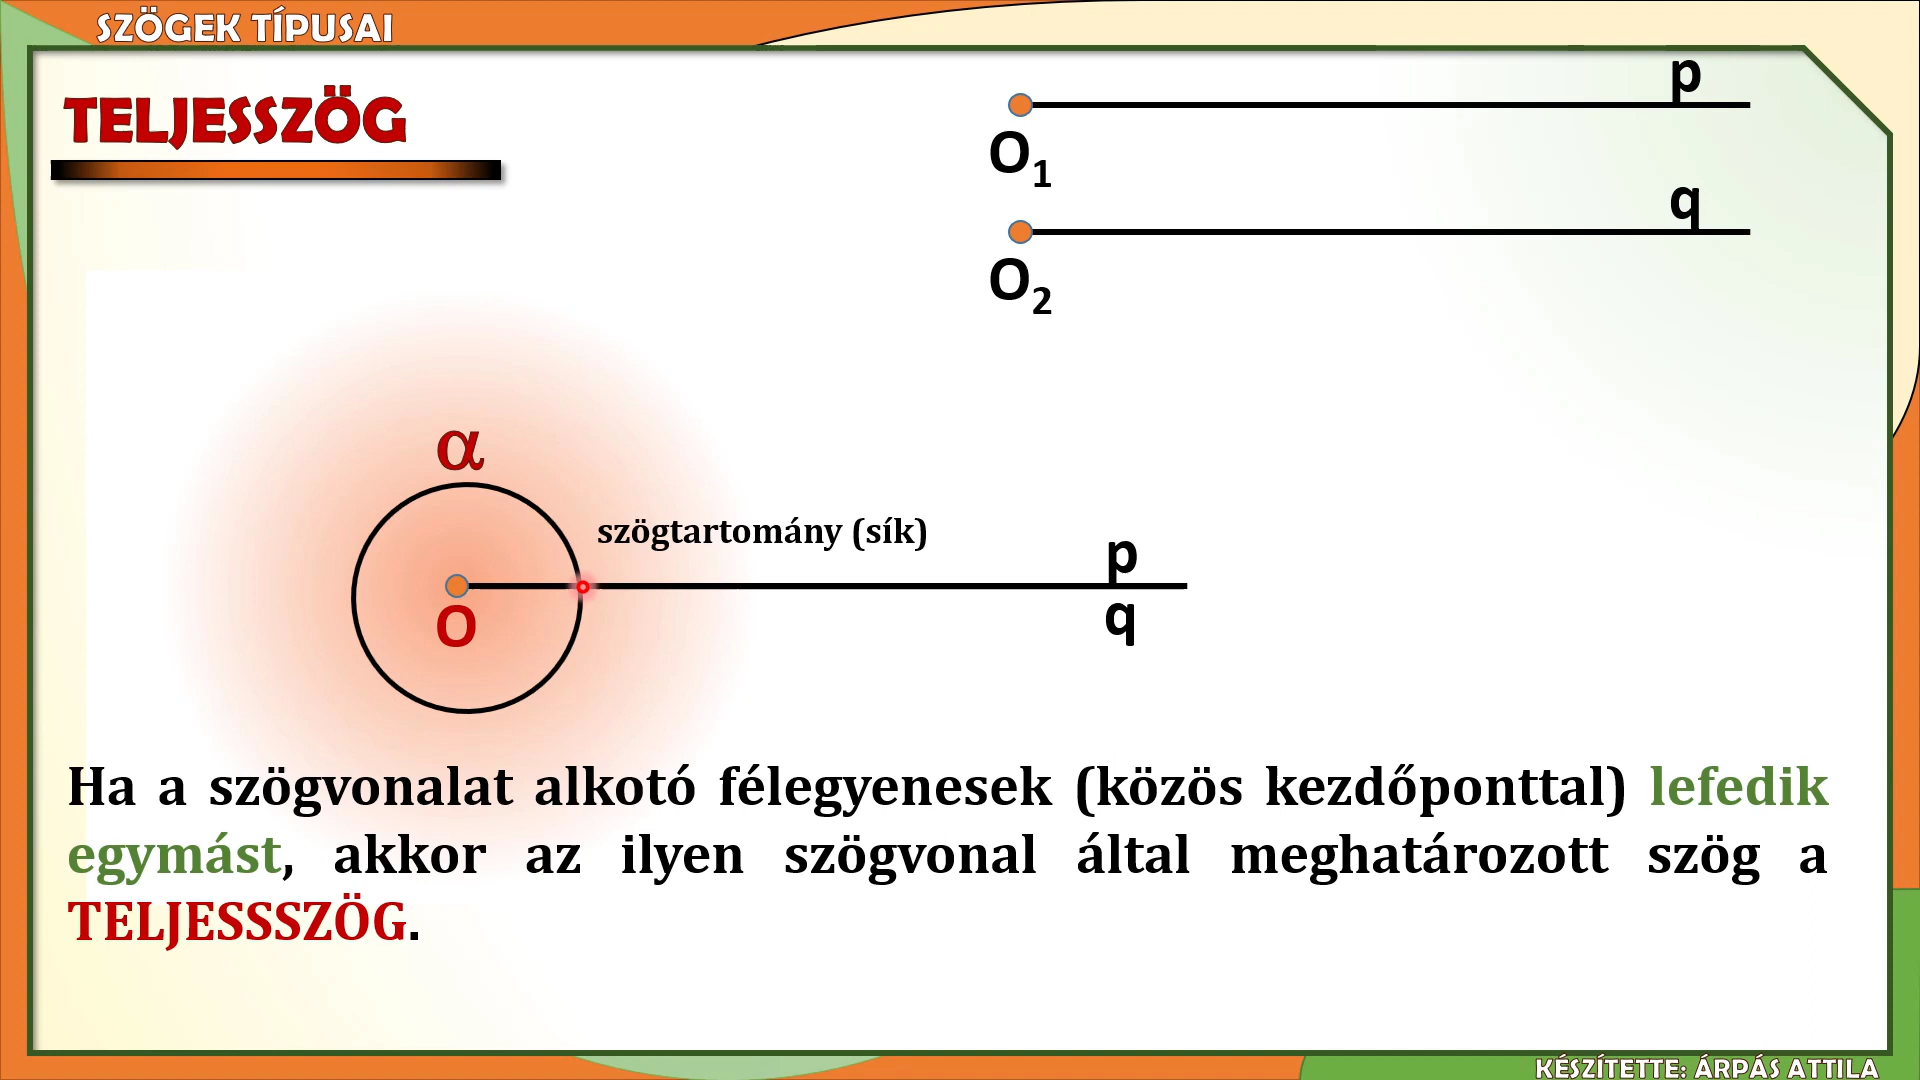 SZÖGEK TÍPUSAI
TELJESSZÖG
p
O₁
q
O₂
α
szögtartomány (sík)
p
O
q
Ha a szögvonalat alkotó félegyenesek (közös kezdőponttal) lefedik
egymást, akkor az ilyen szögvonal által meghatározott szög a
TELJESSSZÖG.
KÉSZÍTETTE: ÁRPÁS ATTILA